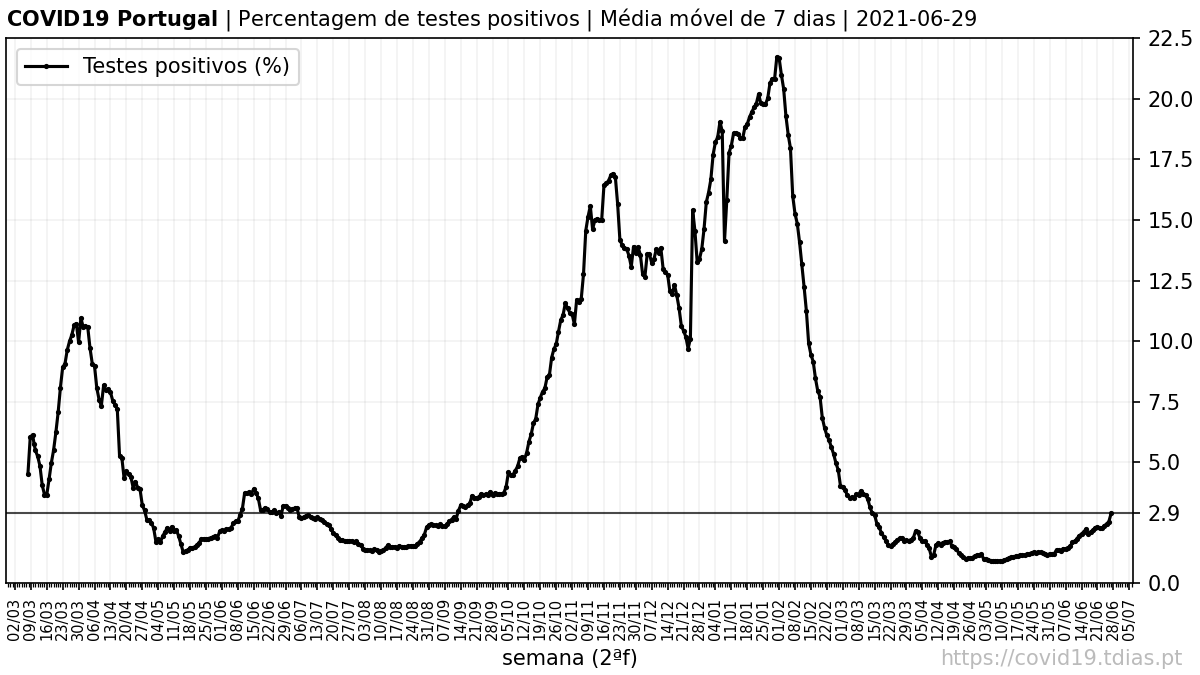 COVID19 Portugal | Percentagem de testes positivos | Média móvel de 7 dias | 2021-06-29
Testes positivos (%)
22.5
20.0
17.5
15.0
12.5
10.0
7.5
5.0
2.9
0.0
02/03 09/03 16/03 23/03 30/03 06/04 13/04 20/04 27/04 04/05 11/05 18/05 25/05 01/06 08/06 15/06 22/06 29/06 06/07 13/07 20/07 27/07 03/08 10/08 17/08 24/08 31/08 07/09 14/09 21/09 28/09 05/10 12/10 19/10 26/10 02/11 09/11 16/11 23/11 30/11 07/12 14/12 21/12 28/12 04/01 11/01 18/01 25/01 01/02 08/02 15/02 22/02 01/03 08/03 15/03 22/03 29/03 05/04 12/04 19/04 26/04 03/05 10/05 17/05 24/05 31/05 07/06 14/06 21/06 28/06 05/07
semana (2ªf)
https://covid19.tdias.pt